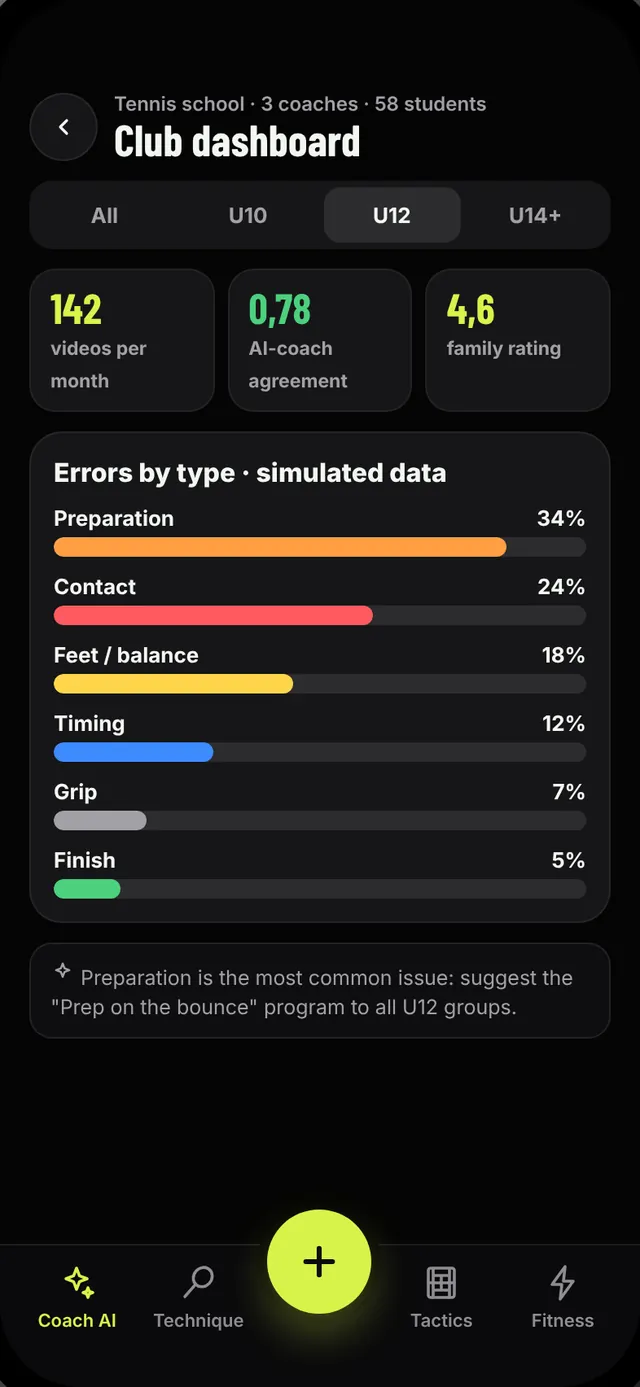 Tennis school · 3 coaches · 58 students
Club dashboard
All U10 U12 U14+
142 0,78 4,6
videos per month AI-coach agreement family rating
Errors by type · simulated data
Preparation 34%
Contact 24%
Feet / balance 18%
Timing 12%
Grip 7%
Finish 5%
Preparation is the most common issue: suggest the
"Prep on the bounce" program to all U12 groups.
Coach AI Technique Tactics Fitness